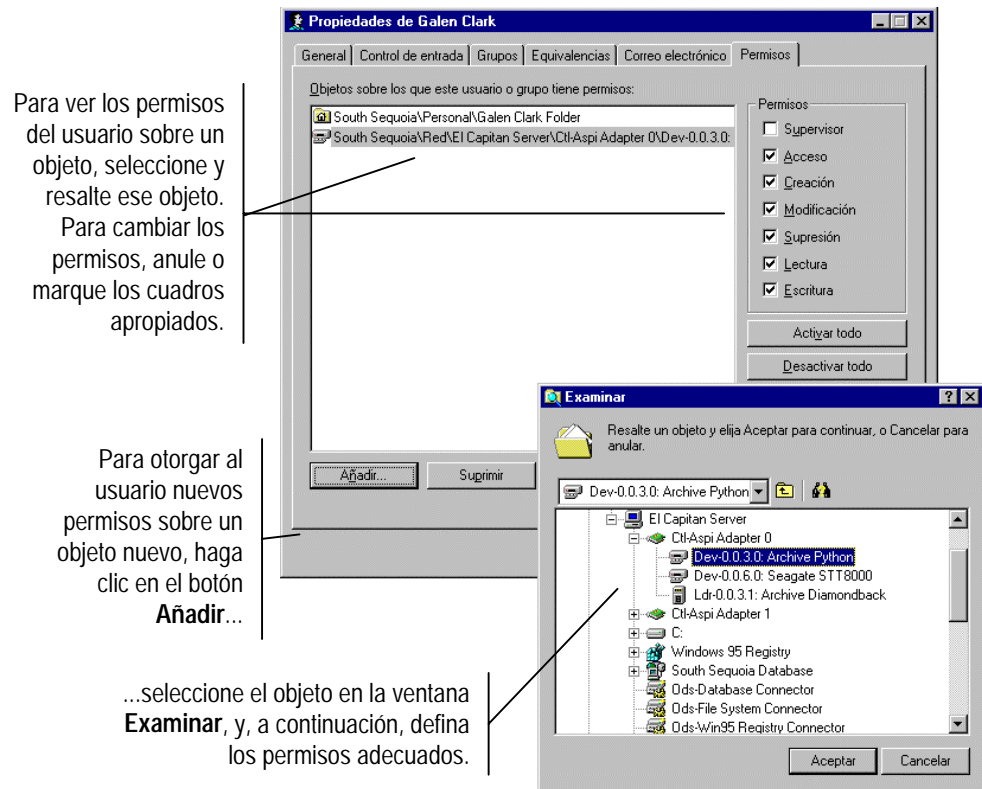 Propiedades de Galen Clark
General Control de entrada Grupos Equivalencias Correo electrónico Permisos
Objetos sobre los que este usuario o grupo tiene permisos:
South Sequoia\Personal\Galen Clark Folder
South Sequoia\Red\El Capitan Server\Ctl-Aspi Adapter 0\Dev-0.0.3.0:
Permisos
Supervisor
Acceso
Creación
Modificación
Supresión
Lectura
Escritura
Activar todo
Desactivar todo
Añadir...
Suprimir
Para ver los permisos
del usuario sobre un
objeto, seleccione y
resalte ese objeto.
Para cambiar los
permisos, anule o
marque los cuadros
apropiados.
Para otorgar al
usuario nuevos
permisos sobre un
objeto nuevo, haga
clic en el botón
Añadir...
Examinar
Resalte un objeto y elija Aceptar para continuar, o Cancelar para
anular.
Dev-0.0.3.0: Archive Python
El Capitan Server
Ctl-Aspi Adapter 0
Dev-0.0.3.0: Archive Python
Dev-0.0.6.0: Seagate STT8000
Ldr-0.0.3.1: Archive Diamondback
Ctl-Aspi Adapter 1
C:
Windows 95 Registry
South Sequoia Database
Ods-Database Connector
Ods-File System Connector
Ods-Win95 Registry Connector
Aceptar
Cancelar
...seleccione el objeto en la ventana
Examinar, y, a continuación, defina
los permisos adecuados.